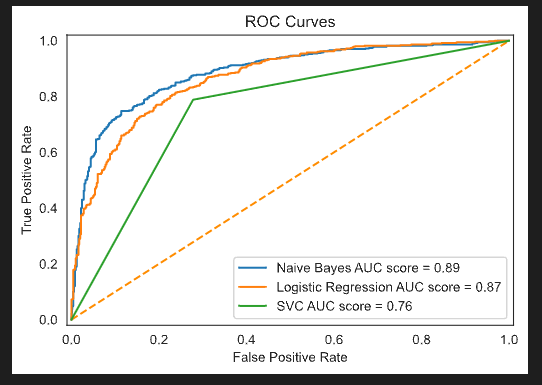 ROC Curves
1.0
0.8
0.6
0.4
0.2
0.0
True Positive Rate
Naive Bayes AUC score = 0.89
Logistic Regression AUC score = 0.87
SVC AUC score = 0.76
0.0 0.2 0.4 0.6 0.8 1.0
False Positive Rate